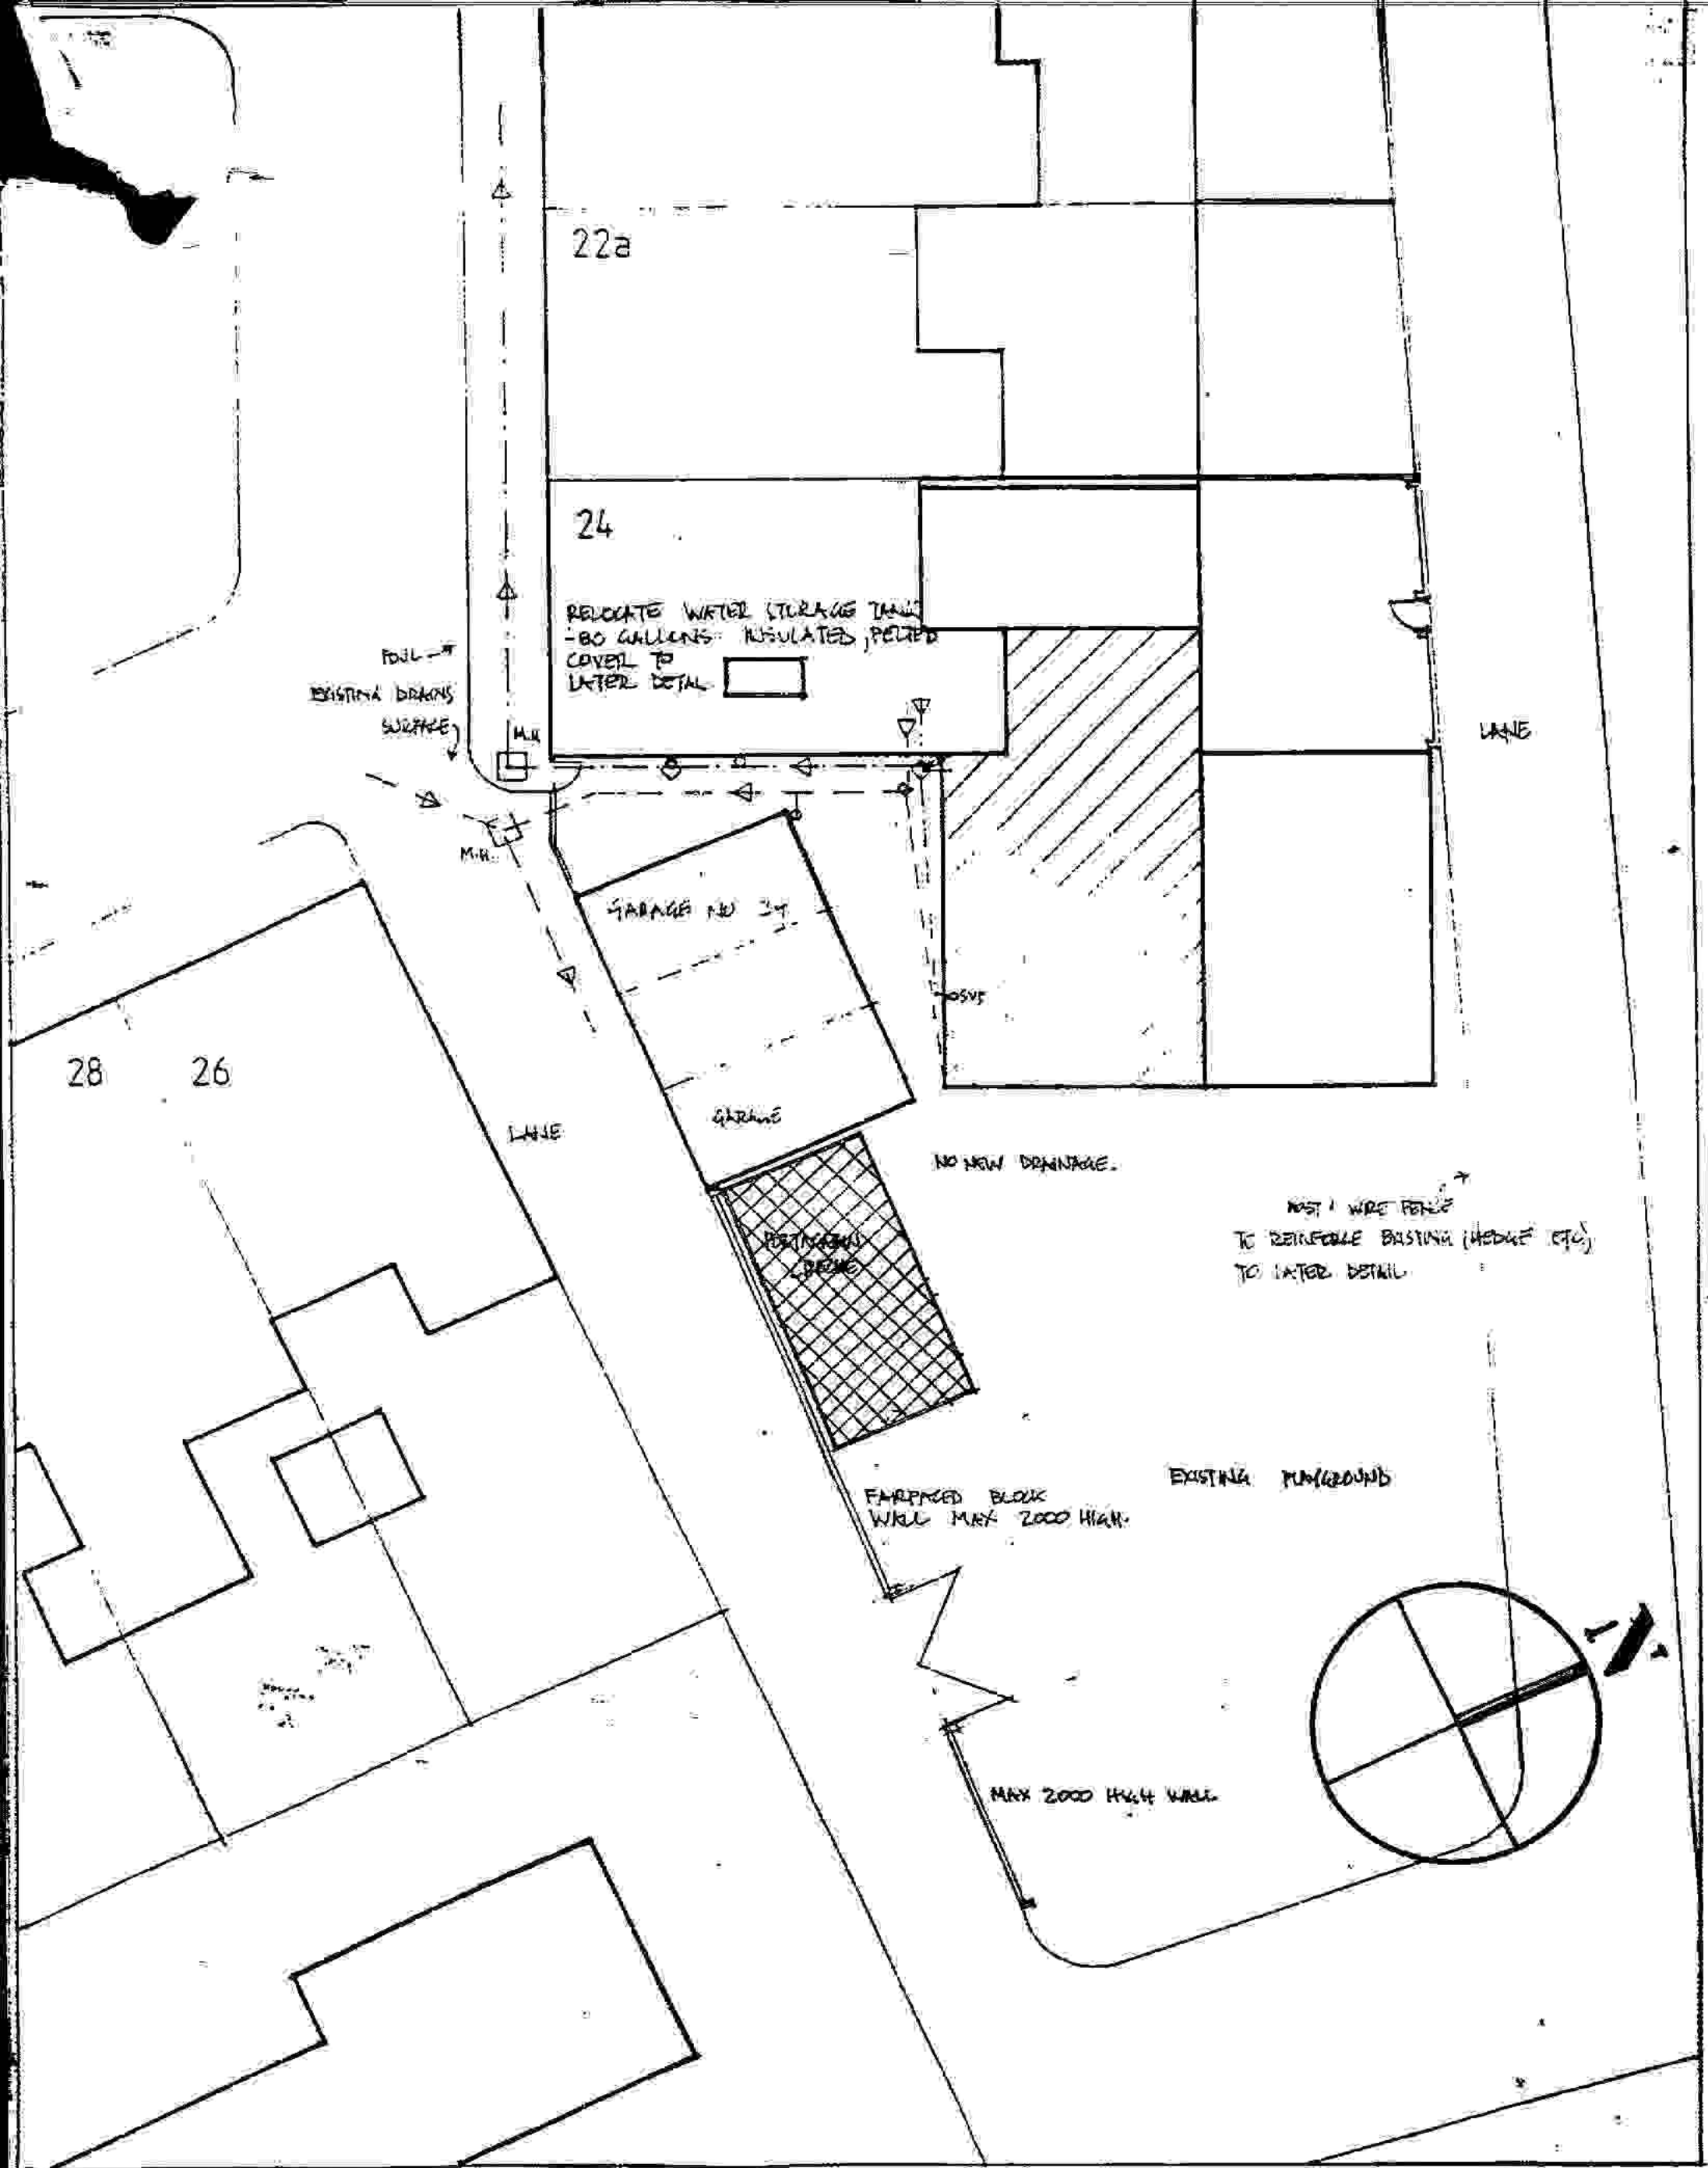 22a
24
RELOCATE WATER STORAGE TANK
-80 GALLONS INSULATED, FELTED
COVER TO
LATER DETAIL
FOUL
EXISTING DRAINS
SURFACE
M.H.
M.H.
LANE
GARAGE NO
28
26
LANE
GARAGE
NO NEW DRAINAGE.
POST & WIRE FENCE
TO REINFORCE EXISTING (HEDGE ETC)
TO LATER DETAIL
EXISTING PLAYGROUND
FAIRFACED BLOCK
WALL MAX 2000 HIGH.
MAX 2000 HIGH WALL